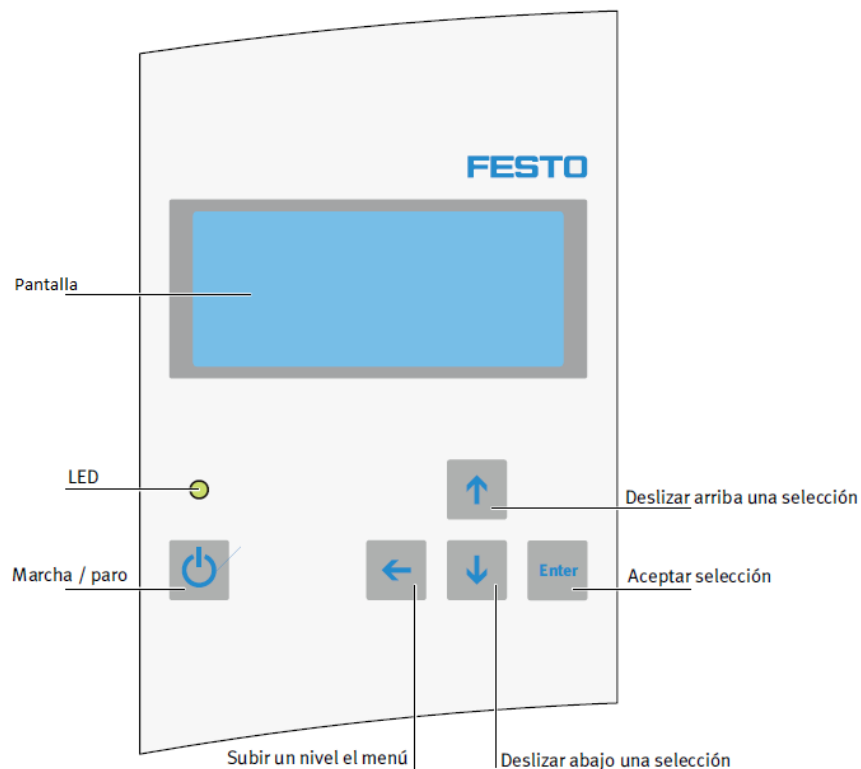 FESTO
Pantalla
LED
Deslizar arriba una selección
Marcha / paro
Enter
Aceptar selección
Subir un nivel el menú
Deslizar abajo una selección